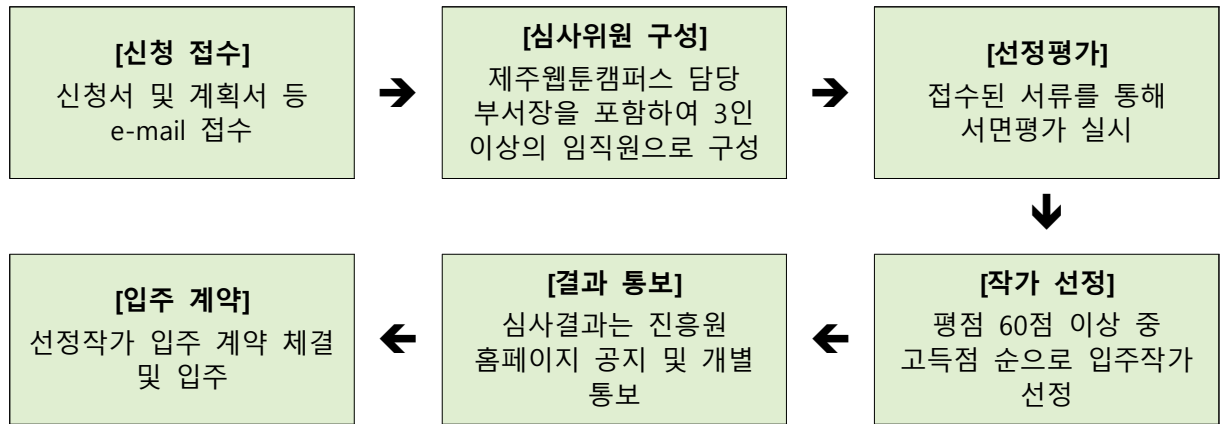 [신청 접수]
신청서 및 계획서 등
e-mail 접수
[심사위원 구성]
제주웹툰캠퍼스 담당
부서장을 포함하여 3인
이상의 임직원으로 구성
[선정평가]
접수된 서류를 통해
서면평가 실시
[작가 선정]
평점 60점 이상 중
고득점 순으로 입주작가
선정
[결과 통보]
심사결과는 진흥원
홈페이지 공지 및 개별
통보
[입주 계약]
선정작가 입주 계약 체결
및 입주